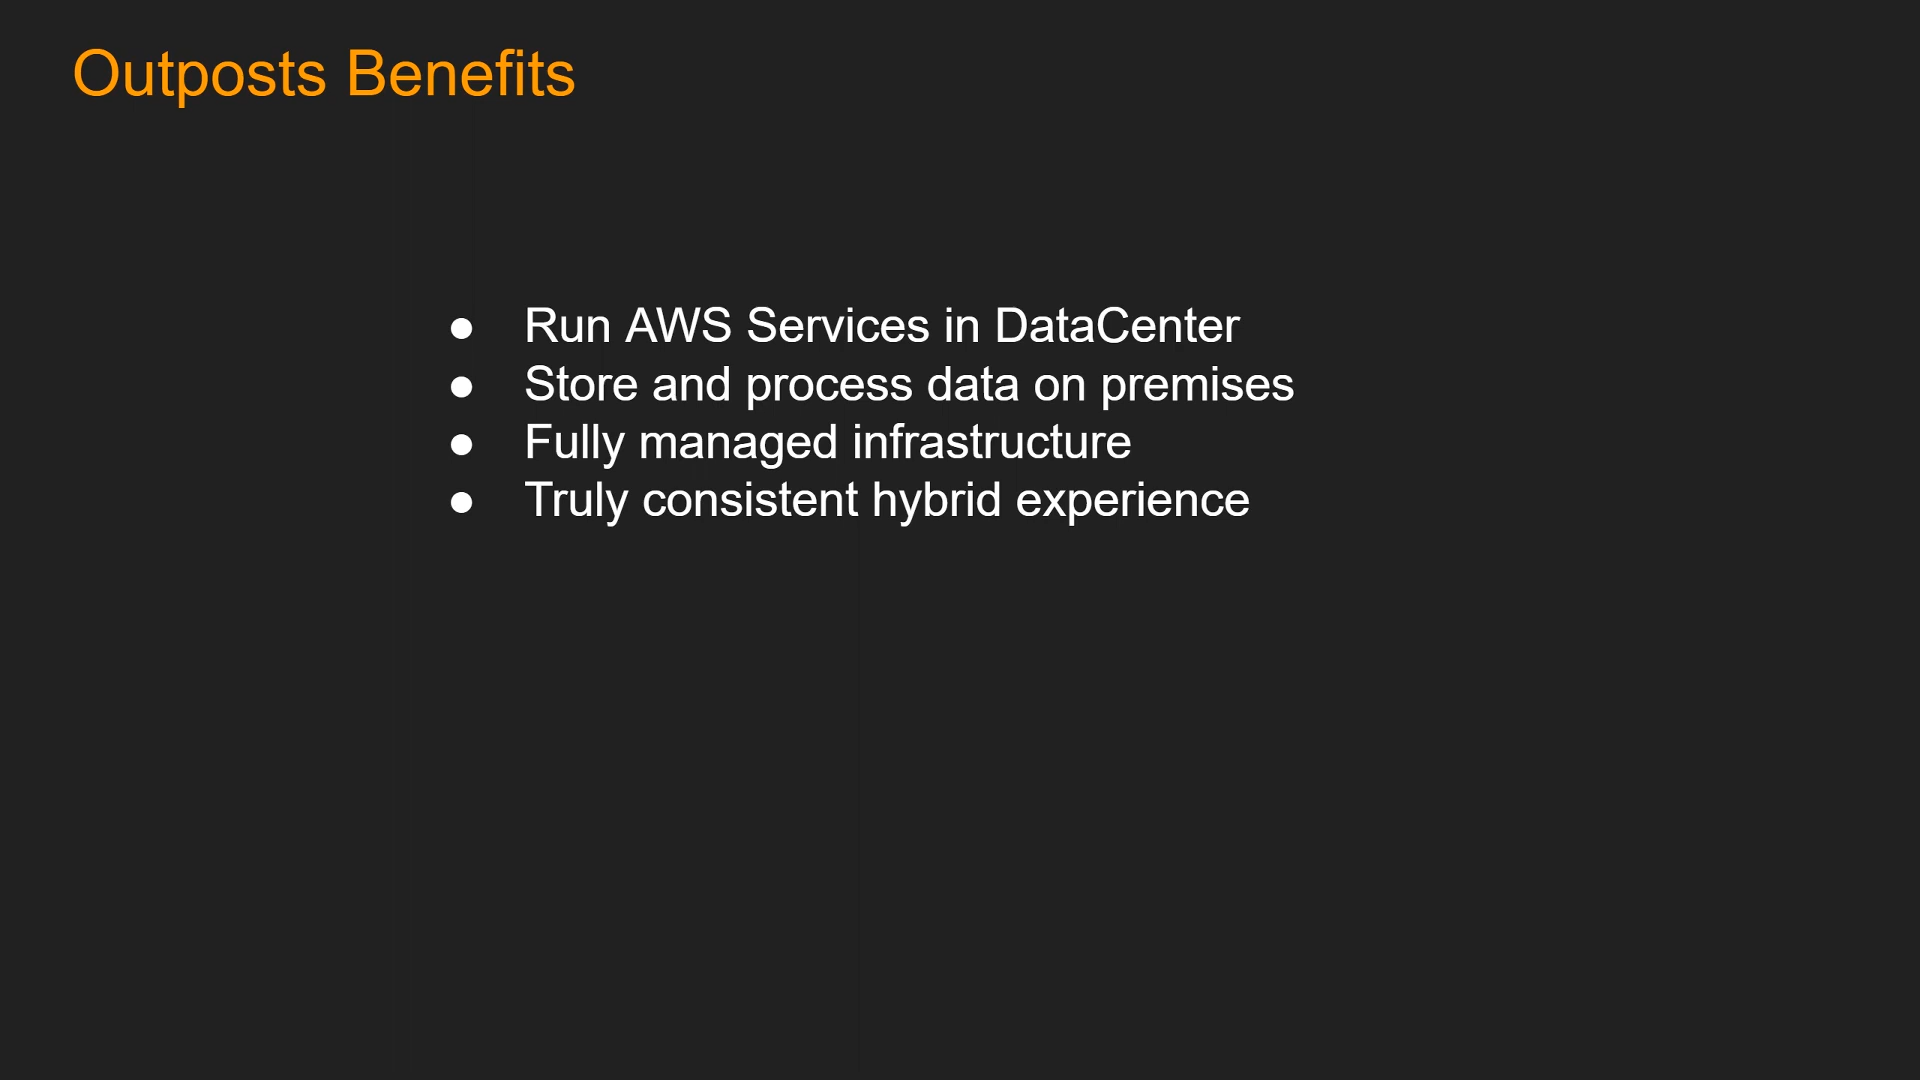 Outposts Benefits
● Run AWS Services in DataCenter
● Store and process data on premises
● Fully managed infrastructure
● Truly consistent hybrid experience